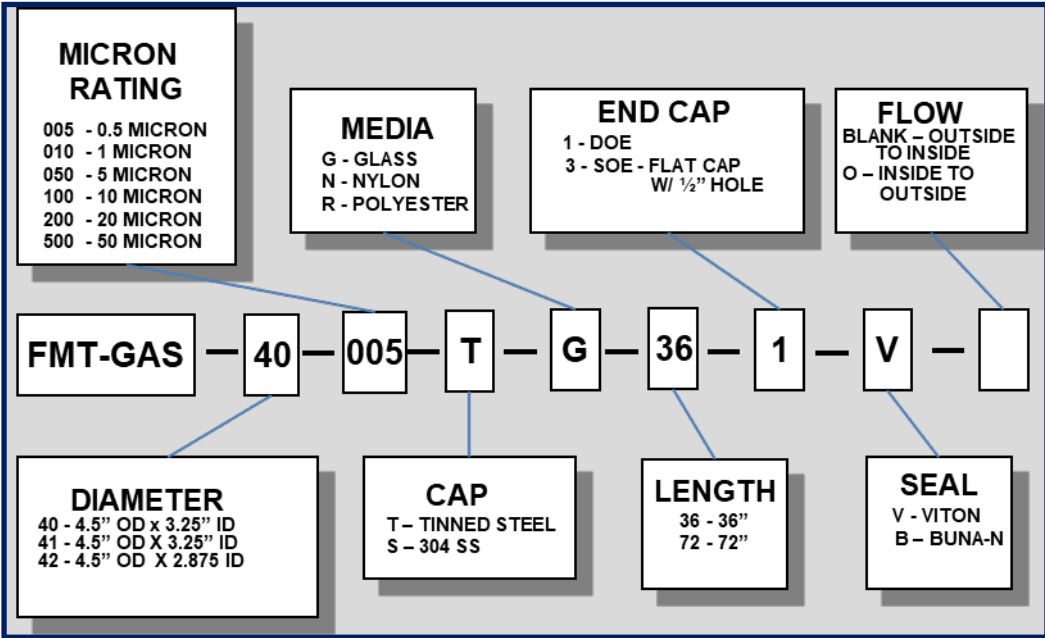 MICRON
RATING
005 - 0.5 MICRON
010 - 1 MICRON
050 - 5 MICRON
100 - 10 MICRON
200 - 20 MICRON
500 - 50 MICRON
MEDIA
G - GLASS
N - NYLON
R - POLYESTER
END CAP
1 - DOE
3 - SOE - FLAT CAP
W/ ½” HOLE
FLOW
BLANK – OUTSIDE
TO INSIDE
O – INSIDE TO
OUTSIDE
FMT-GAS — 40 — 005 — T — G — 36 — 1 — V —
DIAMETER
40 - 4.5” OD x 3.25” ID
41 - 4.5” OD X 3.25” ID
42 - 4.5” OD X 2.875 ID
CAP
T – TINNED STEEL
S – 304 SS
LENGTH
36 - 36”
72 - 72”
SEAL
V - VITON
B – BUNA-N